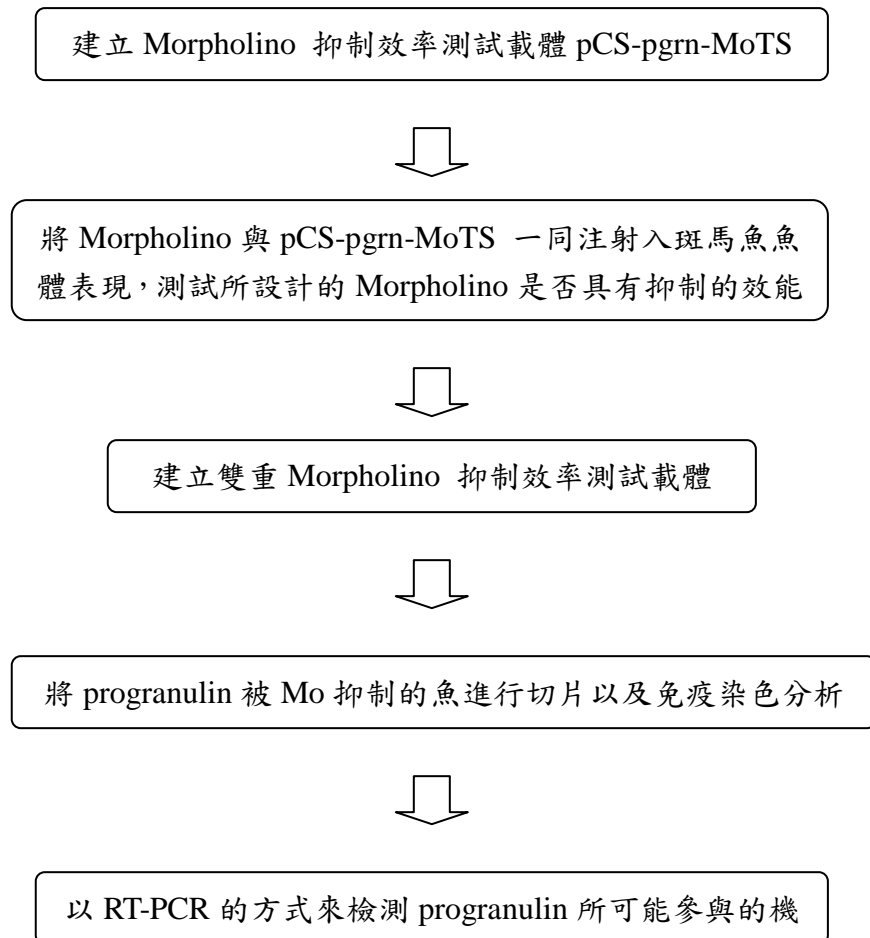 建立 Morpholino 抑制效率測試載體 pCS-pgrn-MoTS
將 Morpholino 與 pCS-pgrn-MoTS 一同注射入斑馬魚魚
體表現，測試所設計的 Morpholino 是否具有抑制的效能
建立雙重 Morpholino 抑制效率測試載體
將 progranulin 被 Mo 抑制的魚進行切片以及免疫染色分析
以 RT-PCR 的方式來檢測 progranulin 所可能參與的機